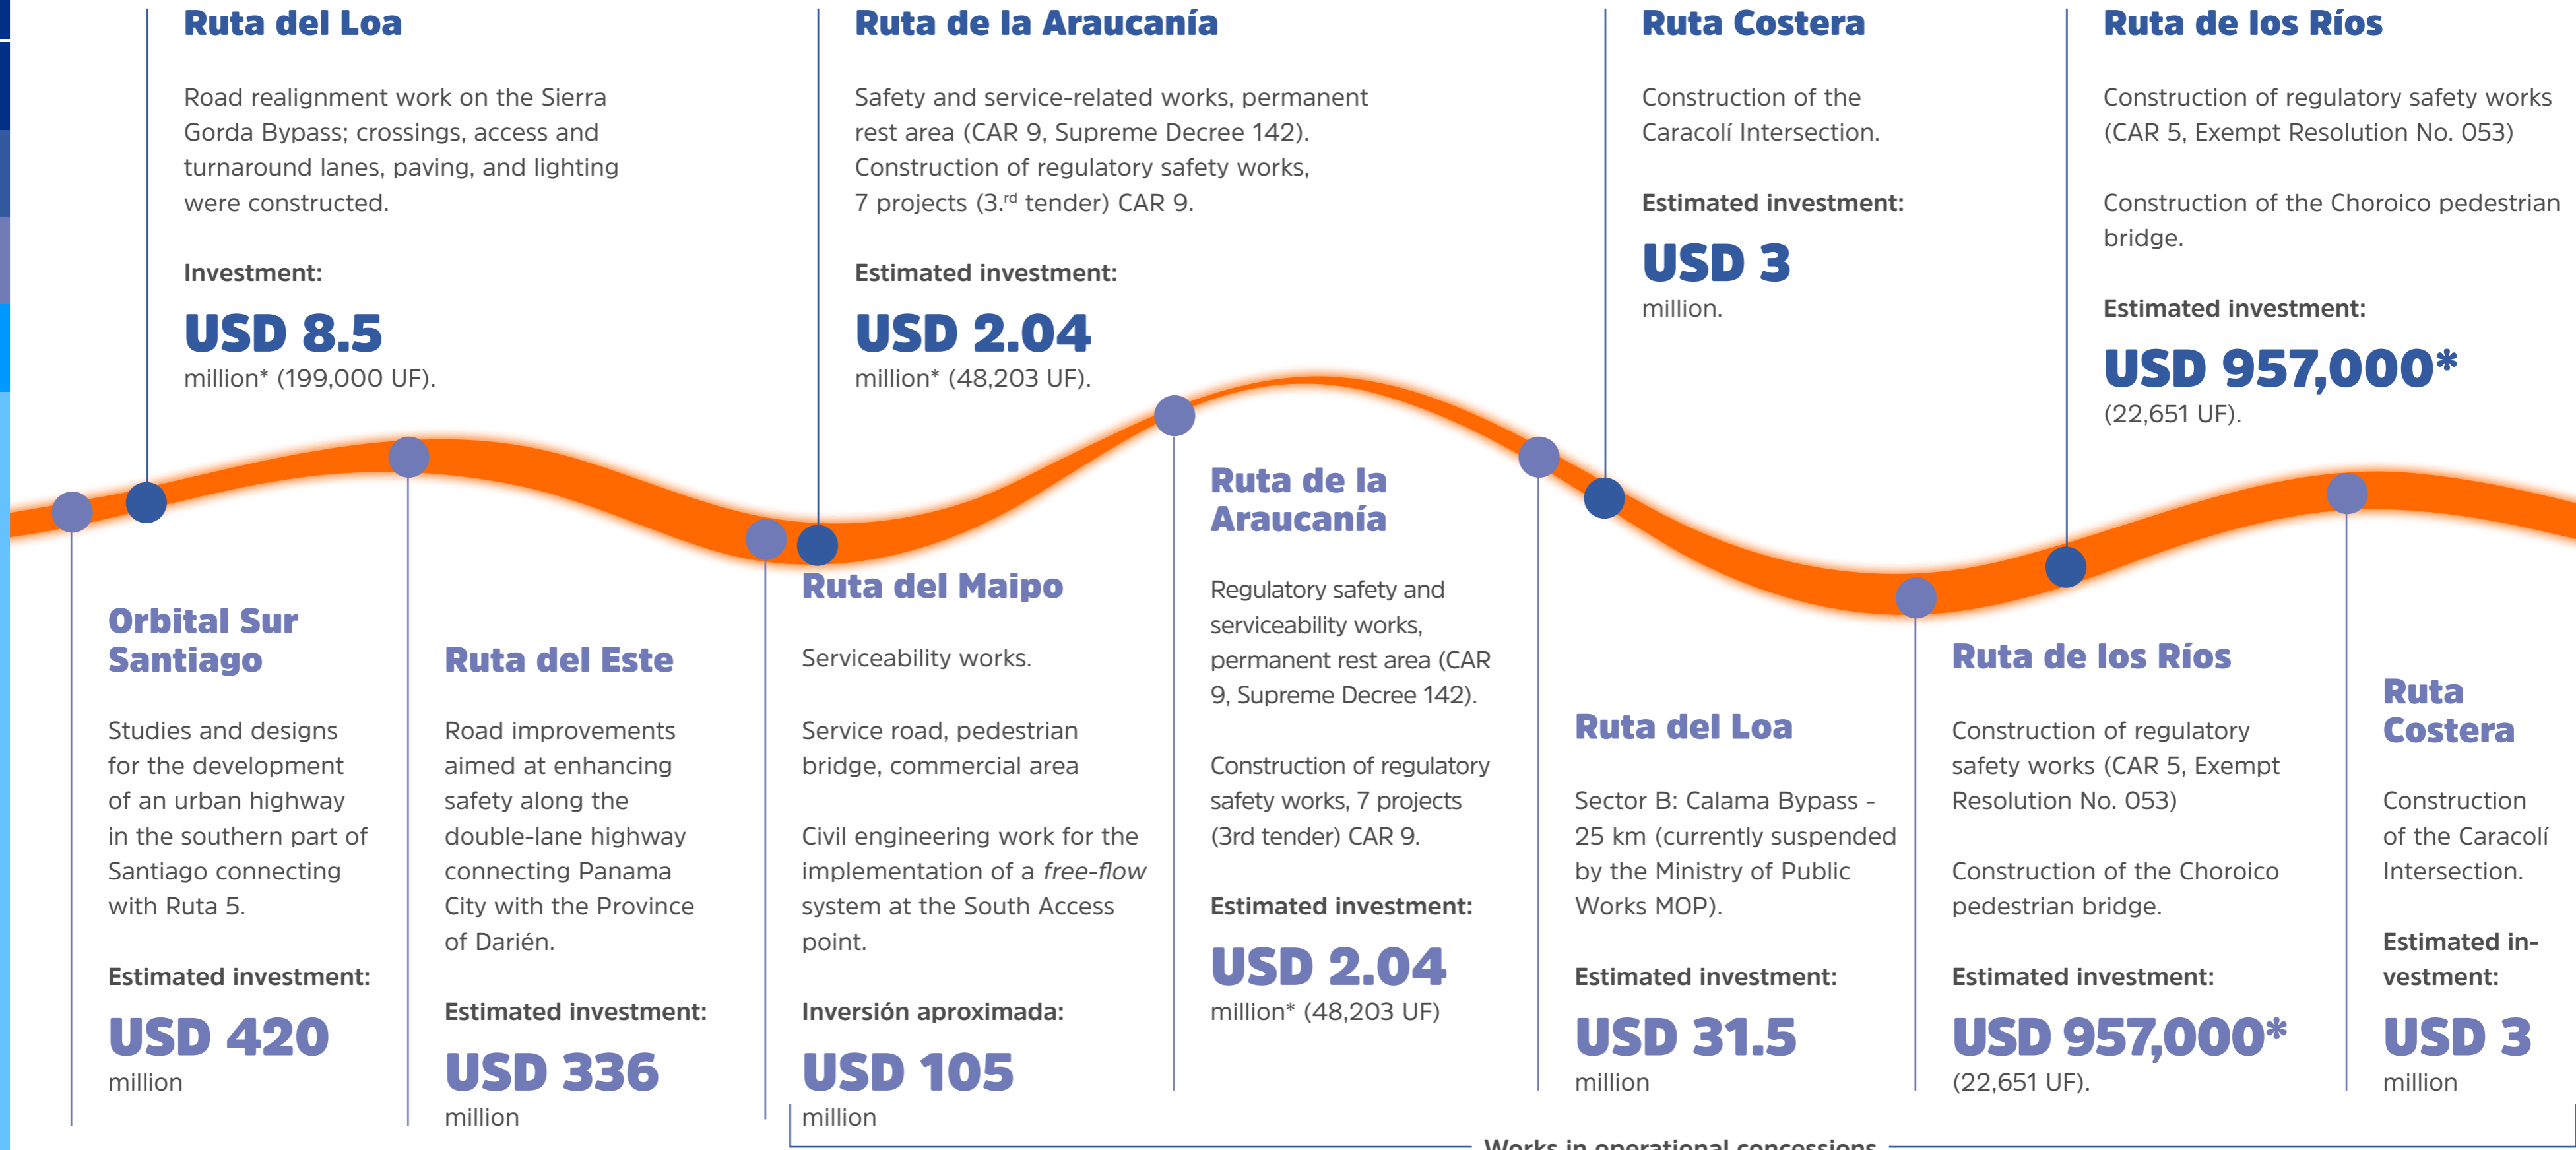 Ruta del Loa
Road realignment work on the Sierra
Gorda Bypass; crossings, access and
turnaround lanes, paving, and lighting
were constructed.
Investment:
USD 8.5
million* (199,000 UF).
Ruta de la Araucanía
Safety and service-related works, permanent
rest area (CAR 9, Supreme Decree 142).
Construction of regulatory safety works,
7 projects (3.rd tender) CAR 9.
Estimated investment:
USD 2.04
million* (48,203 UF).
Ruta Costera
Construction of the
Caracolí Intersection.
Estimated investment:
USD 3
million.
Ruta de los Ríos
Construction of regulatory safety works
(CAR 5, Exempt Resolution No. 053)
Construction of the Choroico pedestrian
bridge.
Estimated investment:
USD 957,000*
(22,651 UF).
Orbital Sur
Santiago
Studies and designs
for the development
of an urban highway
in the southern part of
Santiago connecting
with Ruta 5.
Estimated investment:
USD 420
million
Ruta del Este
Road improvements
aimed at enhancing
safety along the
double-lane highway
connecting Panama
City with the Province
of Darién.
Estimated investment:
USD 336
million
Ruta del Maipo
Serviceability works.
Service road, pedestrian
bridge, commercial area
Civil engineering work for the
implementation of a free-flow
system at the South Access
point.
Inversión aproximada:
USD 105
million
Ruta de la
Araucanía
Regulatory safety and
serviceability works,
permanent rest area (CAR
9, Supreme Decree 142).
Construction of regulatory
safety works, 7 projects
(3rd tender) CAR 9.
Estimated investment:
USD 2.04
million* (48,203 UF)
Ruta del Loa
Sector B: Calama Bypass -
25 km (currently suspended
by the Ministry of Public
Works MOP).
Estimated investment:
USD 31.5
million
Ruta de los Ríos
Construction of regulatory
safety works (CAR 5, Exempt
Resolution No. 053)
Construction of the Choroico
pedestrian bridge.
Estimated investment:
USD 957,000*
(22,651 UF).
Ruta
Costera
Construction
of the Caracolí
Intersection.
Estimated in-
vestment:
USD 3
million
Works in operational concessions